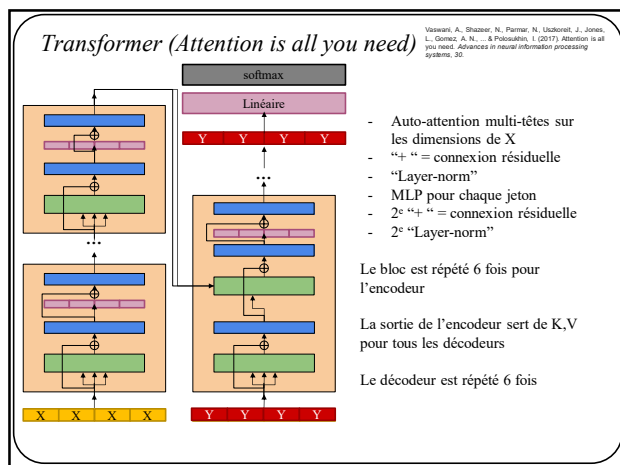 Transformer (Attention is all you need)
Vaswani, A., Shazeer, N., Parmar, N., Uszkoreit, J., Jones,
L., Gomez, A. N., ... & Polosukhin, I. (2017). Attention is all
you need. Advances in neural information processing
systems, 30.
softmax
Linéaire
Y Y Y Y
...
...
- Auto-attention multi-têtes sur
les dimensions de X
- “+ “ = connexion résiduelle
- “Layer-norm”
- MLP pour chaque jeton
- 2e “+ “ = connexion résiduelle
- 2e “Layer-norm”
Le bloc est répété 6 fois pour
l’encodeur
La sortie de l’encodeur sert de K,V
pour tous les décodeurs
Le décodeur est répété 6 fois
X X X X
Y Y Y Y